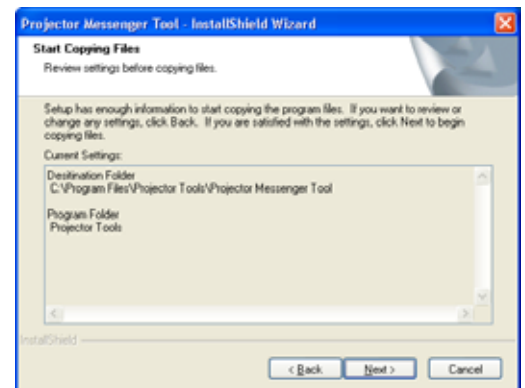 Projector Messenger Tool - InstallShield Wizard
Start Copying Files
Review settings before copying files.
Setup has enough information to start copying the program files. If you want to review or
change any settings, click Back. If you are satisfied with the settings, click Next to begin
copying files.
Current Settings:
Destination Folder
C:\Program Files\Projector Tools\Projector Messenger Tool
Program Folder
Projector Tools
InstallShield
< Back
Next >
Cancel